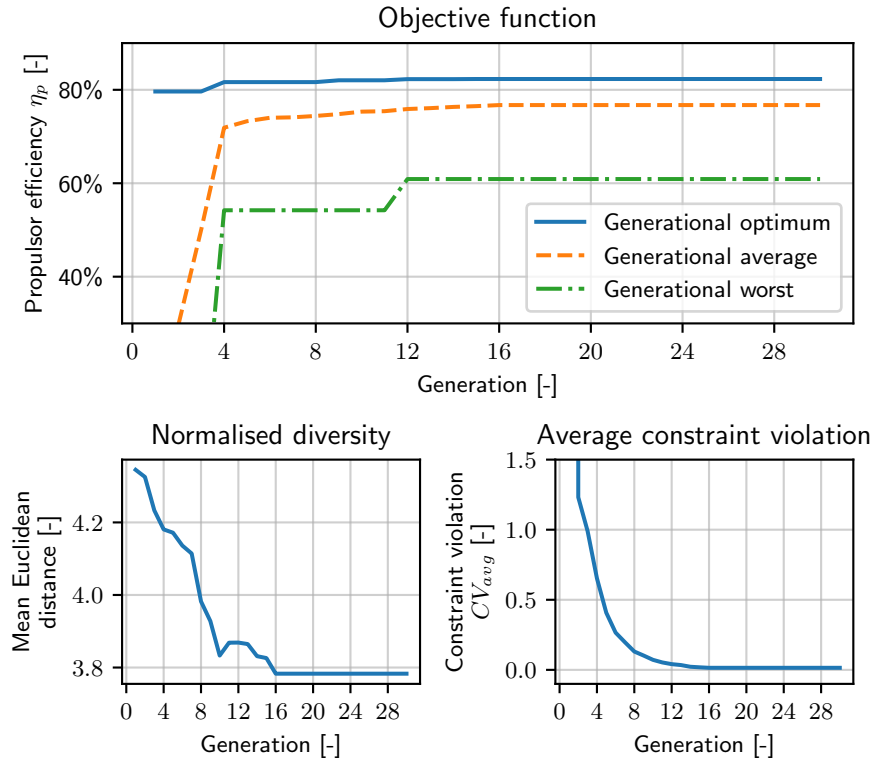 Objective function
Propulsor efficiency ηp [-]
80%
60%
40%
Generational optimum
Generational average
Generational worst
0 4 8 12 16 20 24 28
Generation [-]
Normalised diversity
Mean Euclidean
distance [-]
4.2
4.0
3.8
0 4 8 12 16 20 24 28
Generation [-]
Average constraint violation
Constraint violation
CVavg [-]
1.5
1.0
0.5
0.0
0 4 8 12 16 20 24 28
Generation [-]